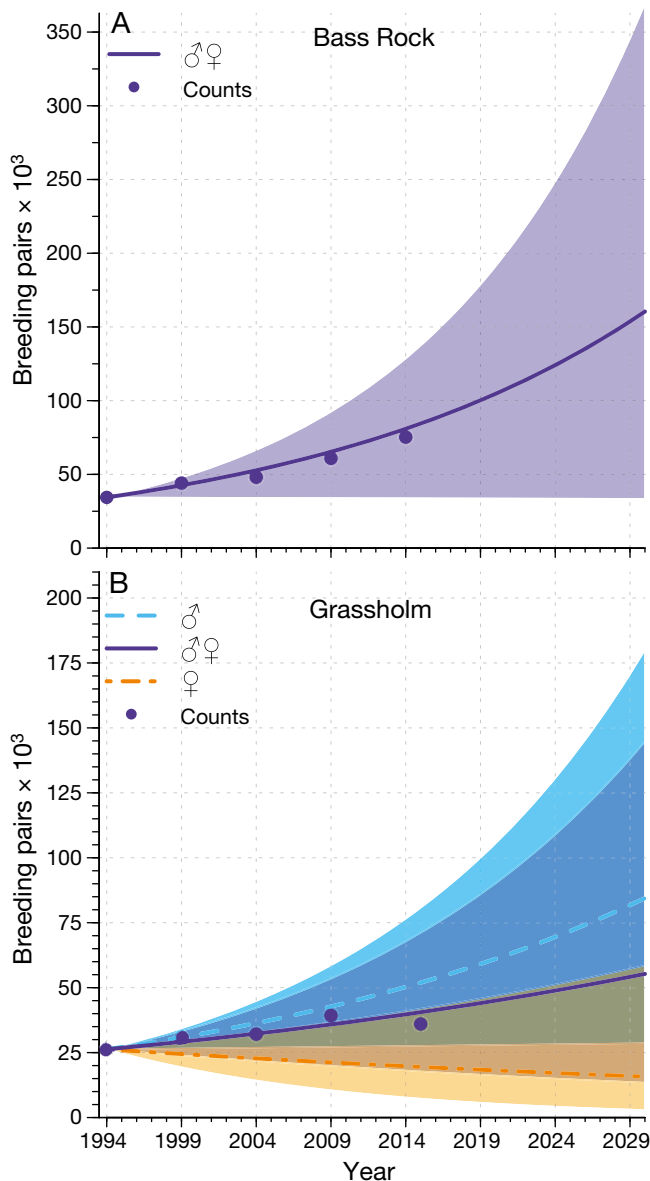 A
Bass Rock
♂♀
Counts
350
300
250
200
150
100
50
0
Breeding pairs × 10³
B
Grassholm
♂
♂♀
♀
Counts
200
175
150
125
100
75
50
25
0
Breeding pairs × 10³
1994 1999 2004 2009 2014 2019 2024 2029
Year